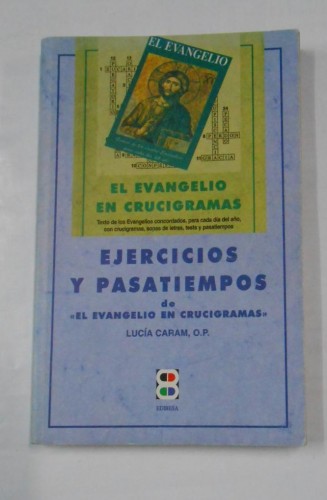 EL EVANGELIO
EL EVANGELIO
EN CRUCIGRAMAS
Texto de los Evangelios concordados, para cada día del año,
con crucigramas, sopas de letras, tests y pasatiempos
EJERCICIOS
Y PASATIEMPOS
de
«EL EVANGELIO EN CRUCIGRAMAS»
LUCÍA CARAM, O.P.
EDIBESA